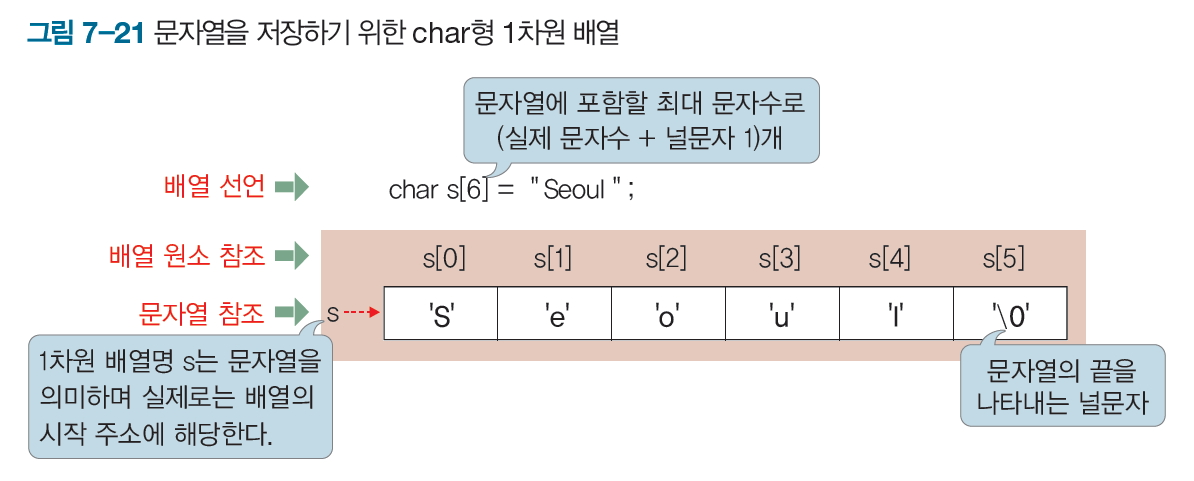 그림 7-21 문자열을 저장하기 위한 char형 1차원 배열
문자열에 포함할 최대 문자수로
(실제 문자수 + 널문자 1)개
배열 선언
char s[6] = "Seoul";
배열 원소 참조
s[0] s[1] s[2] s[3] s[4] s[5]
문자열 참조 s 'S' 'e' 'o' 'u' 'l' '\0'
1차원 배열명 s는 문자열을
의미하며 실제로는 배열의
시작 주소에 해당한다.
문자열의 끝을
나타내는 널문자